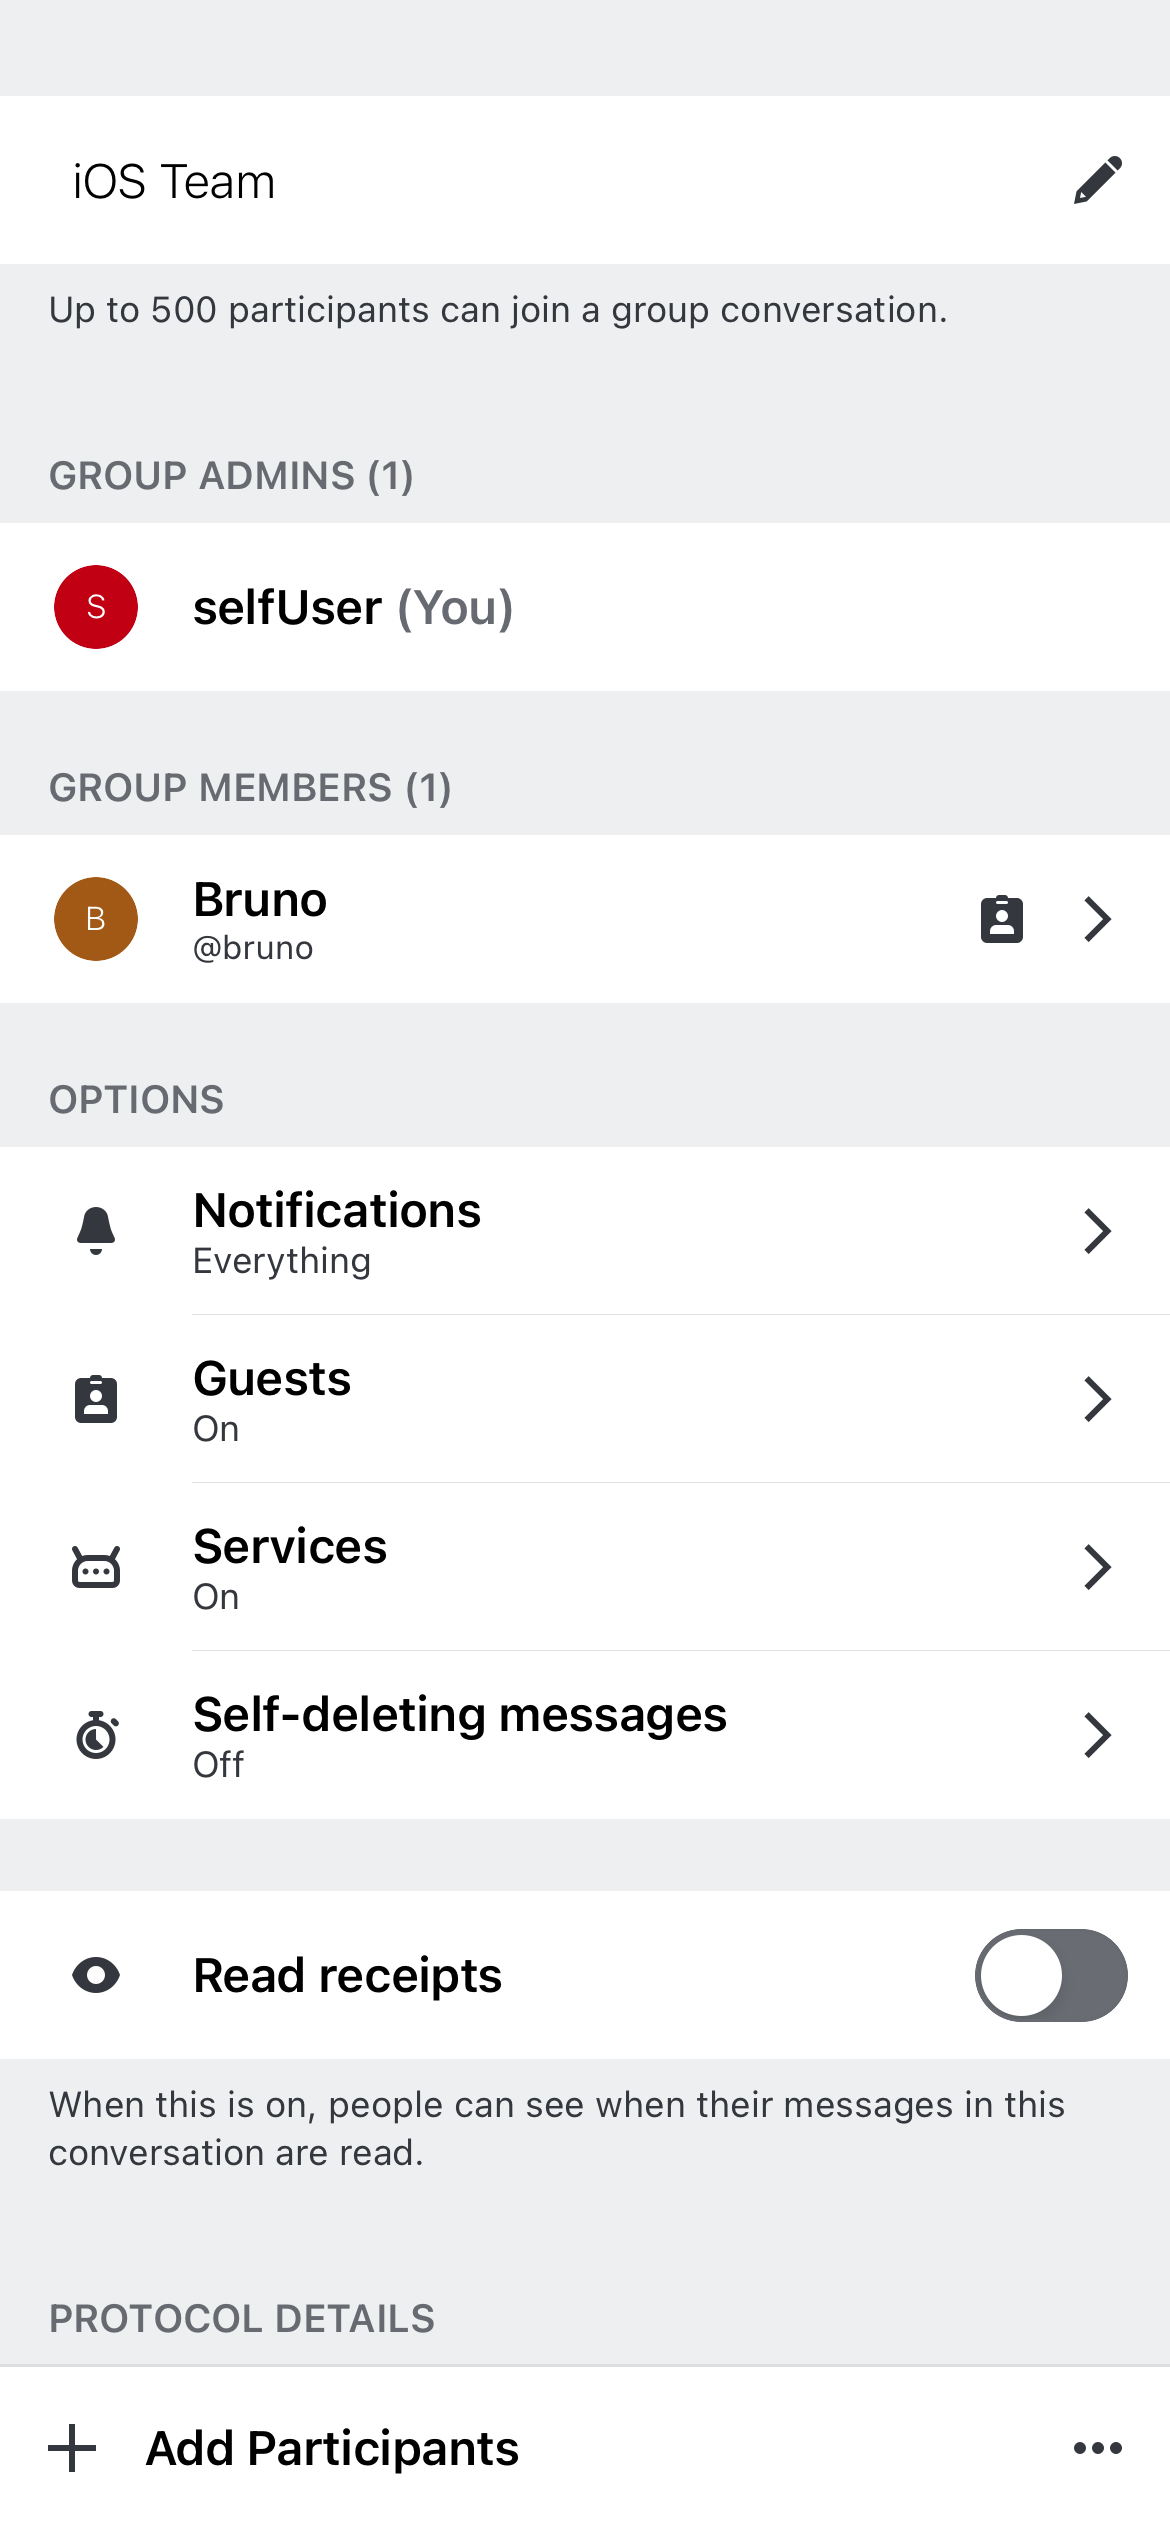 iOS Team
Up to 500 participants can join a group conversation.
GROUP ADMINS (1)
S
selfUser (You)
GROUP MEMBERS (1)
B
Bruno
@bruno
OPTIONS
Notifications
Everything
Guests
On
Services
On
Self-deleting messages
Off
Read receipts
When this is on, people can see when their messages in this
conversation are read.
PROTOCOL DETAILS
Add Participants